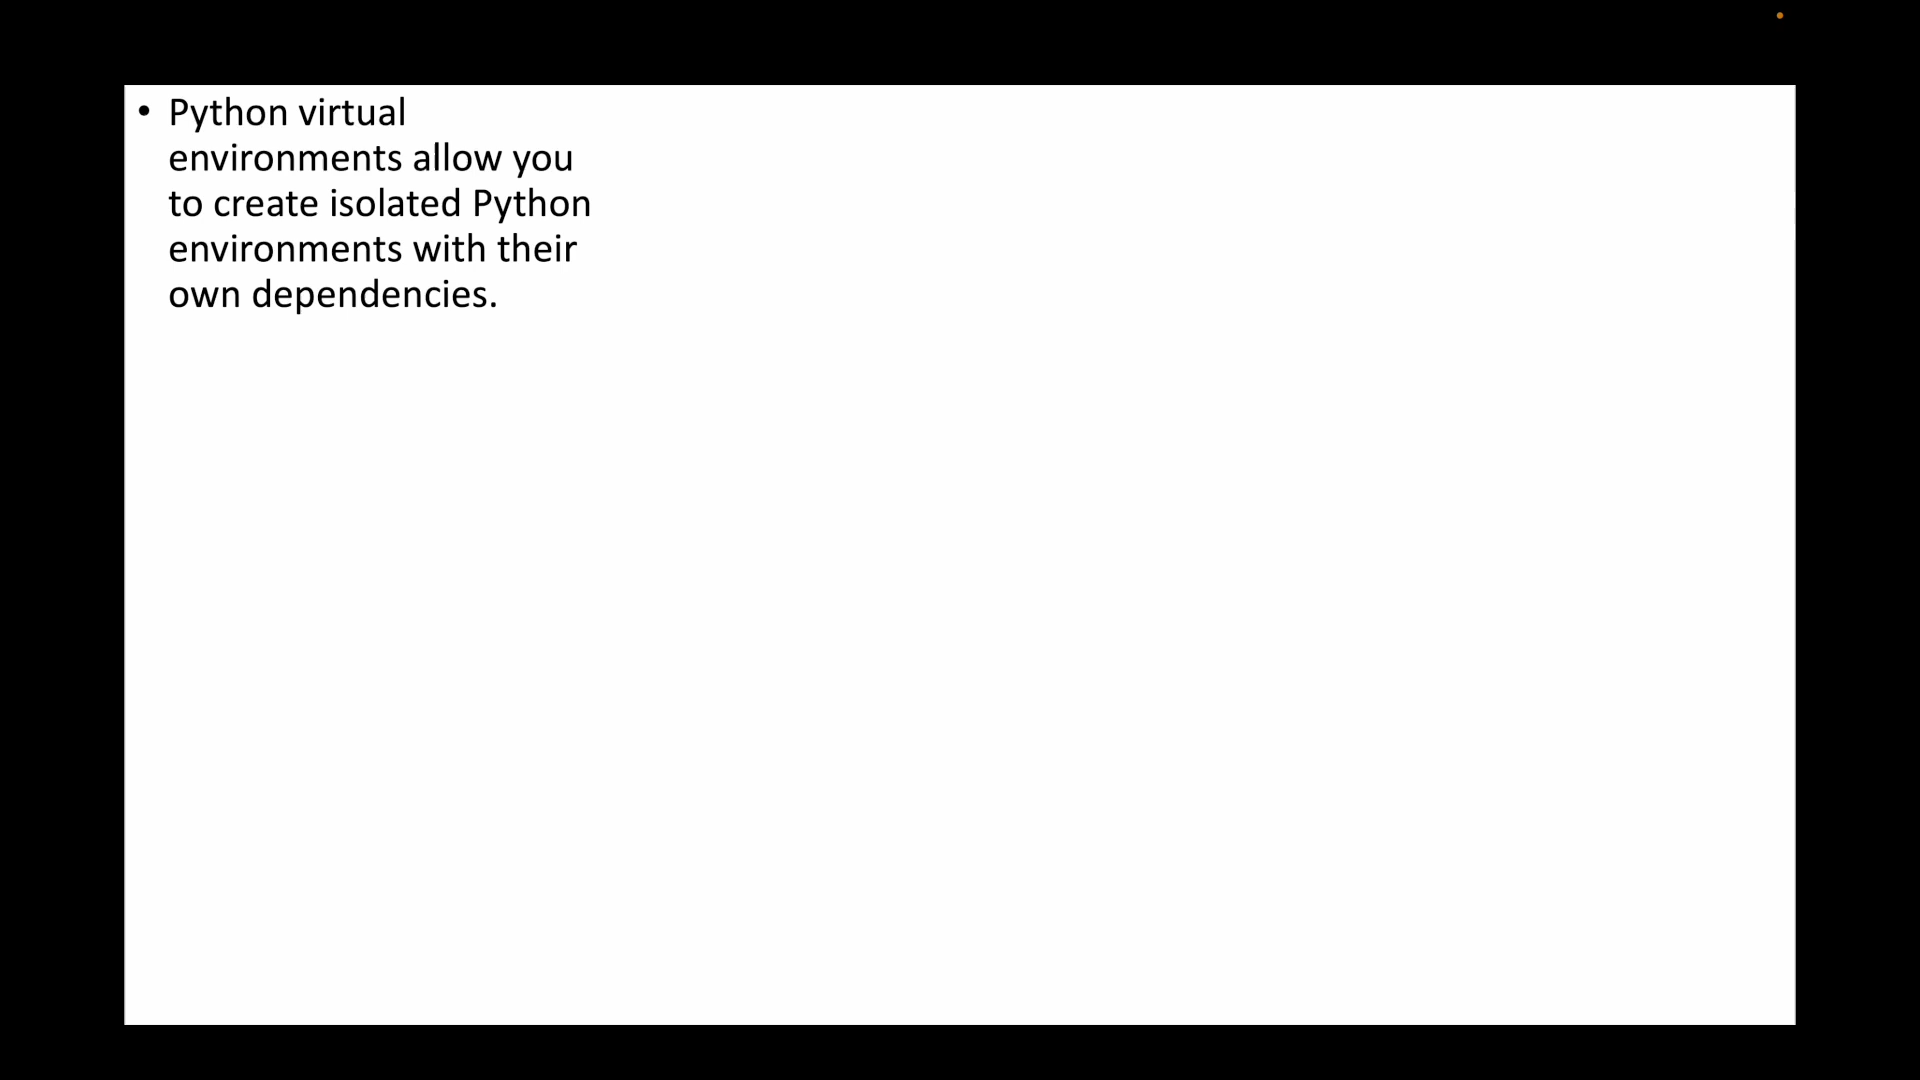 • Python virtual
environments allow you
to create isolated Python
environments with their
own dependencies.